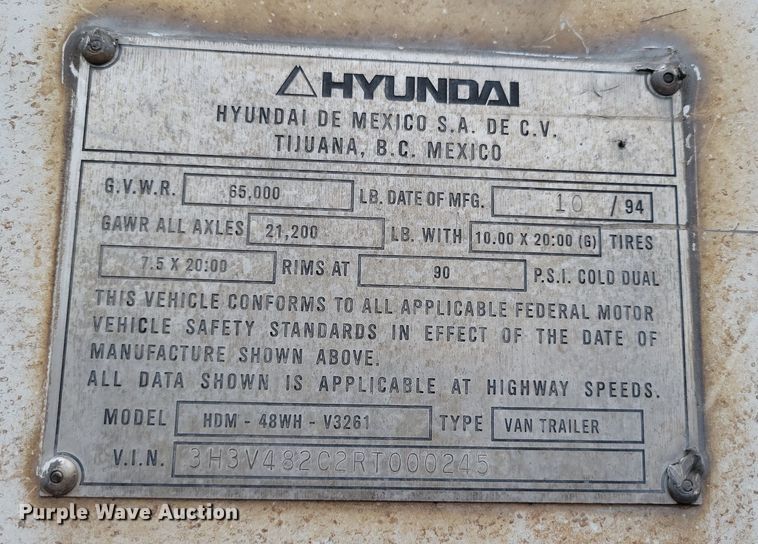 HYUNDAI
HYUNDAI DE MEXICO S.A. DE C.V.
TIJUANA, B.C. MEXICO
G.V.W.R. 65,000 LB. DATE OF MFG. 10 / 94
GAWR ALL AXLES 21,200 LB. WITH 10.00 X 20:00 (G) TIRES
7.5 X 20:00 RIMS AT 90 P.S.I. COLD DUAL
THIS VEHICLE CONFORMS TO ALL APPLICABLE FEDERAL MOTOR
VEHICLE SAFETY STANDARDS IN EFFECT OF THE DATE OF
MANUFACTURE SHOWN ABOVE.
ALL DATA SHOWN IS APPLICABLE AT HIGHWAY SPEEDS.
MODEL HDM - 48WH - V3261 TYPE VAN TRAILER
V.I.N. 3H3V482C2RT000245
Purple Wave Auction